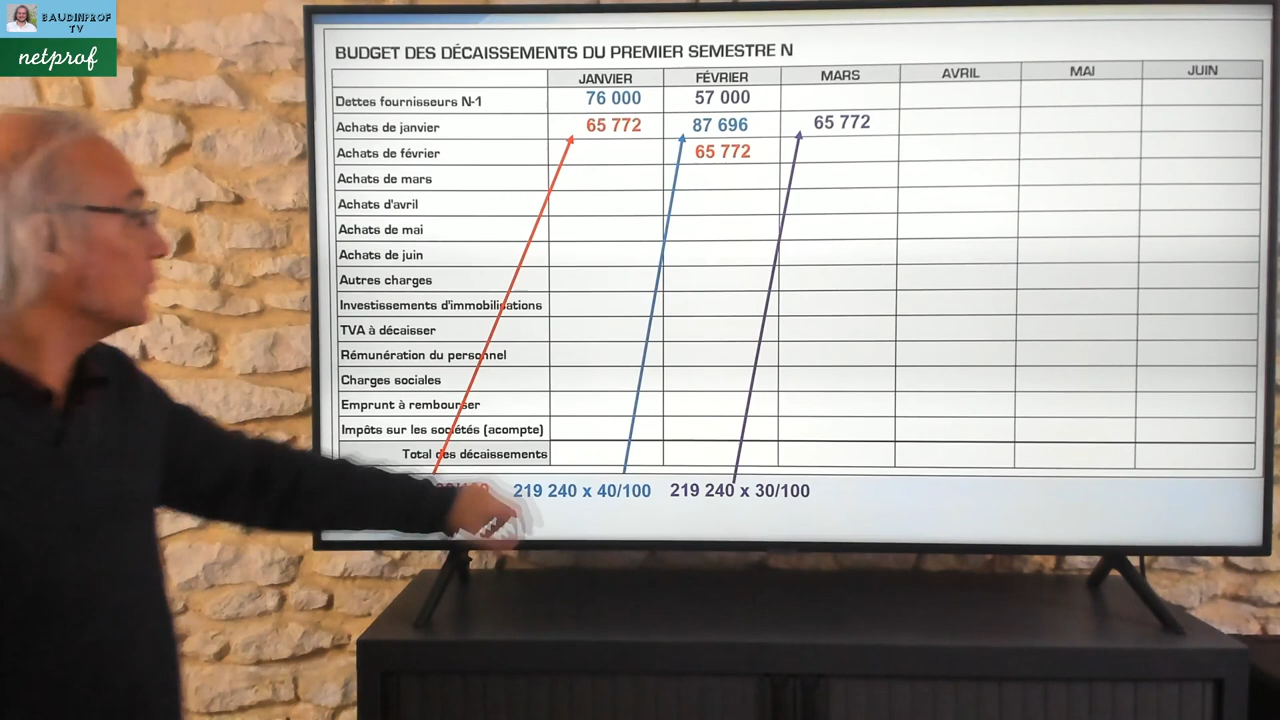 BAUDINPROF
TV
netprof
BUDGET DES DÉCAISSEMENTS DU PREMIER SEMESTRE N
JANVIER FÉVRIER MARS AVRIL MAI JUIN
Dettes fournisseurs N-1 76 000 57 000
Achats de janvier 65 772 87 696 65 772
Achats de février 65 772
Achats de mars
Achats d'avril
Achats de mai
Achats de juin
Autres charges
Investissements d'immobilisations
TVA à décaisser
Rémunération du personnel
Charges sociales
Emprunt à rembourser
Impôts sur les sociétés (acompte)
Total des décaissements
219 240 x 40/100 219 240 x 30/100